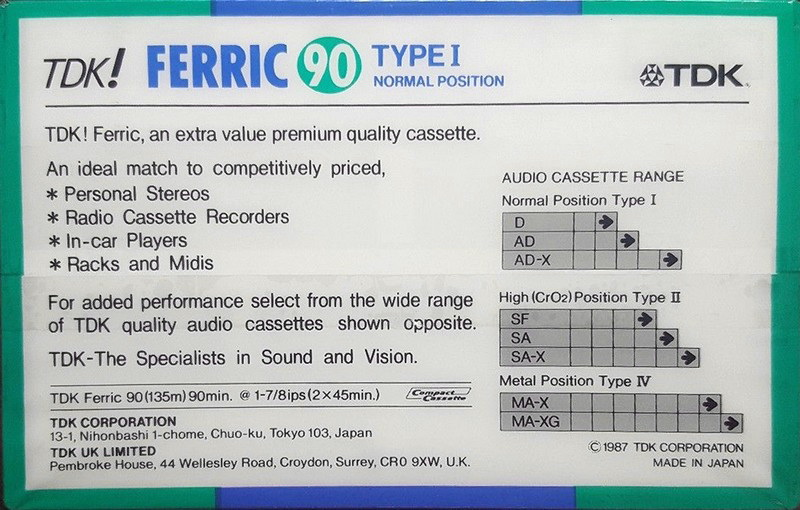 TDK! FERRIC 90 TYPE I
NORMAL POSITION
TDK.
TDK! Ferric, an extra value premium quality cassette.
An ideal match to competitively priced,
* Personal Stereos
* Radio Cassette Recorders
* In-car Players
* Racks and Midis
For added performance select from the wide range
of TDK quality audio cassettes shown opposite.
TDK-The Specialists in Sound and Vision.
TDK Ferric 90(135m)90min. @ 1-7/8ips(2×45min.)
Compact Cassette
TDK CORPORATION
13-1, Nihonbashi 1-chome, Chuo-ku, Tokyo 103, Japan
TDK UK LIMITED
Pembroke House, 44 Wellesley Road, Croydon, Surrey, CR0 9XW, U.K.
AUDIO CASSETTE RANGE
Normal Position Type I
D
AD
AD-X
High (CrO2) Position Type II
SF
SA
SA-X
Metal Position Type IV
MA-X
MA-XG
© 1987 TDK CORPORATION
MADE IN JAPAN